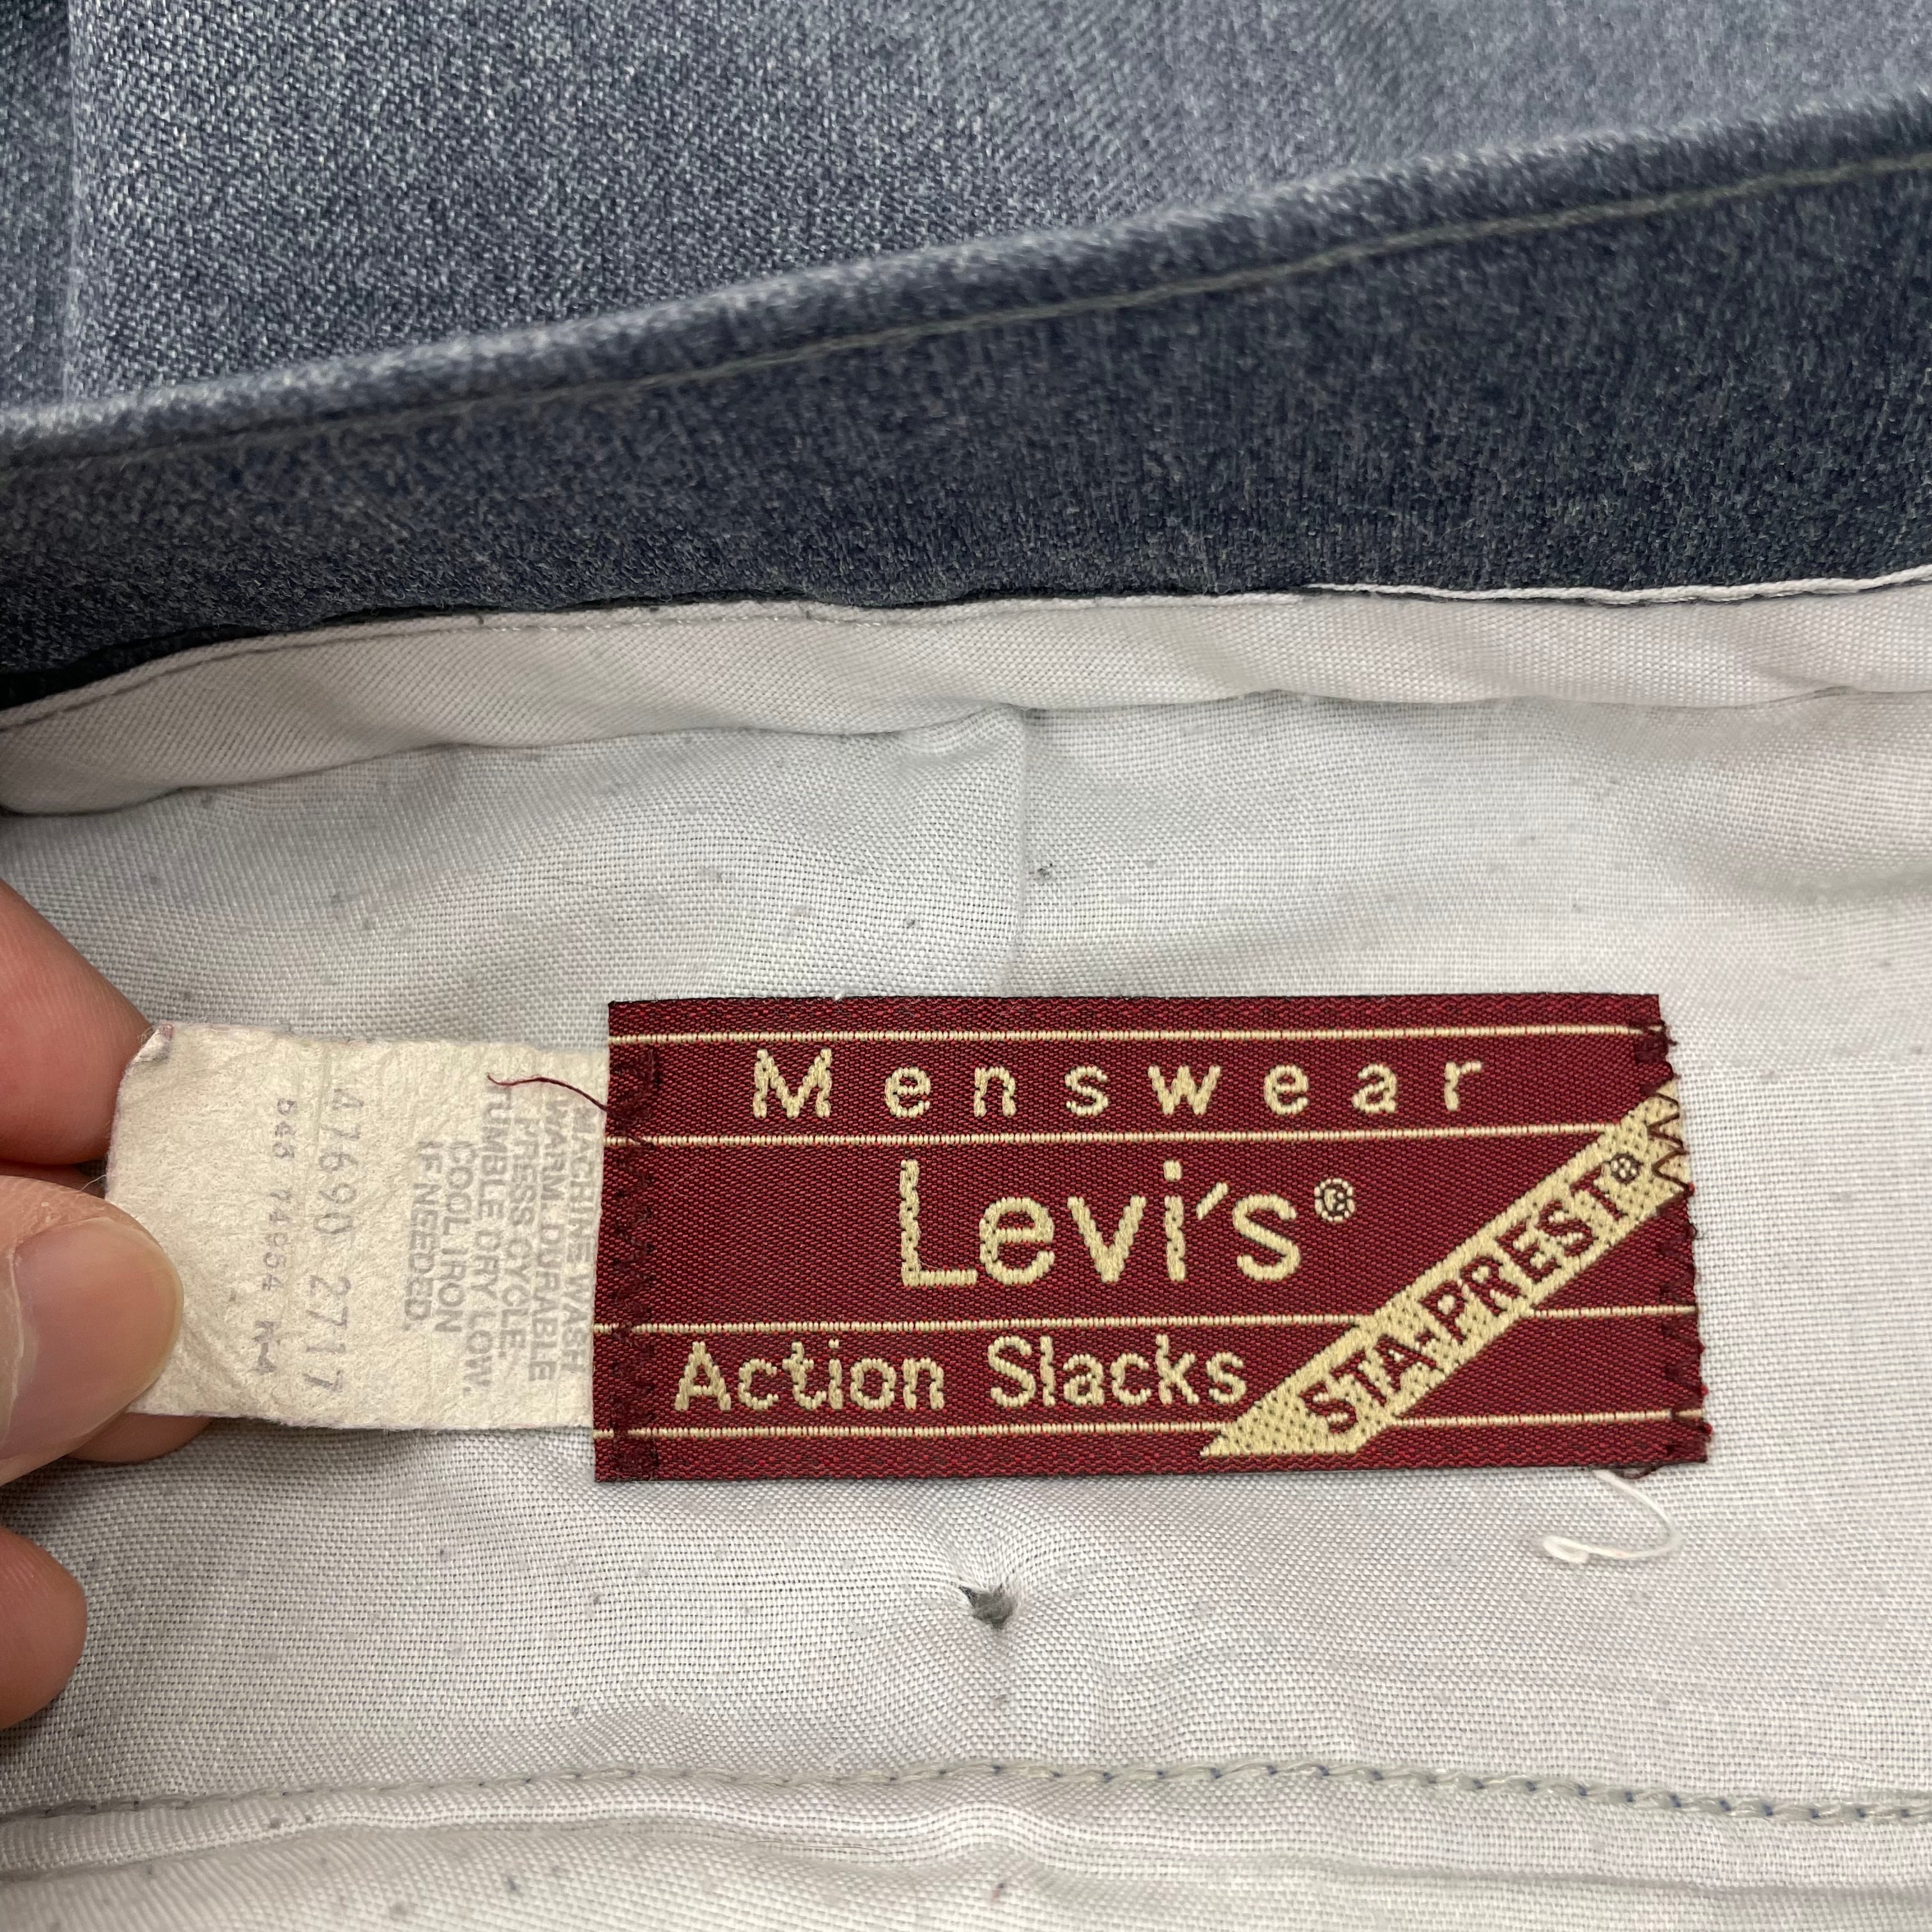 Menswear
Levi's®
Action Slacks
STA-PREST®
MACHINE WASH
WARM. DURABLE
PRESS CYCLE.
TUMBLE DRY LOW.
COOL IRON
IF NEEDED.
47690 2717
74954